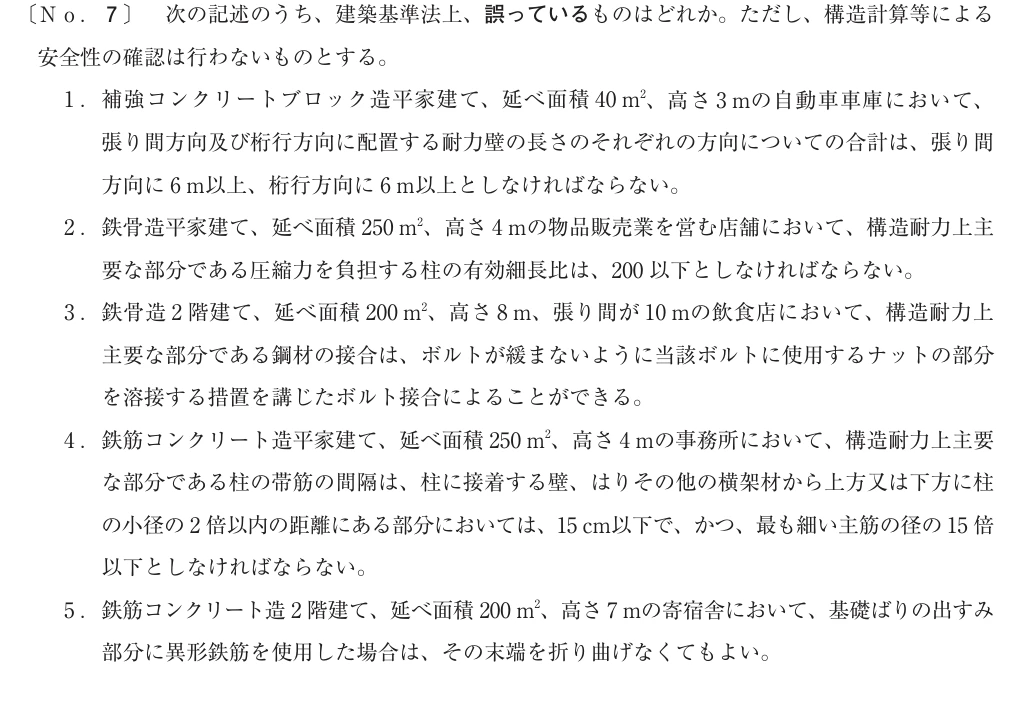 〔Ｎｏ．７〕　次の記述のうち、建築基準法上、誤っているものはどれか。ただし、構造計算等による
安全性の確認は行わないものとする。
１．補強コンクリートブロック造平家建て、延べ面積 40 m²、高さ３mの自動車車庫において、
張り間方向及び桁行方向に配置する耐力壁の長さのそれぞれの方向についての合計は、張り間
方向に６m以上、桁行方向に６m以上としなければならない。
２．鉄骨造平家建て、延べ面積 250 m²、高さ４mの物品販売業を営む店舗において、構造耐力上主
要な部分である圧縮力を負担する柱の有効細長比は、200 以下としなければならない。
３．鉄骨造２階建て、延べ面積 200 m²、高さ８m、張り間が 10 mの飲食店において、構造耐力上
主要な部分である鋼材の接合は、ボルトが緩まないように当該ボルトに使用するナットの部分
を溶接する措置を講じたボルト接合によることができる。
４．鉄筋コンクリート造平家建て、延べ面積 250 m²、高さ４mの事務所において、構造耐力上主要
な部分である柱の帯筋の間隔は、柱に接着する壁、はりその他の横架材から上方又は下方に柱
の小径の２倍以内の距離にある部分においては、15 cm以下で、かつ、最も細い主筋の径の 15 倍
以下としなければならない。
５．鉄筋コンクリート造２階建て、延べ面積 200 m²、高さ７mの寄宿舎において、基礎ばりの出すみ
部分に異形鉄筋を使用した場合は、その末端を折り曲げなくてもよい。